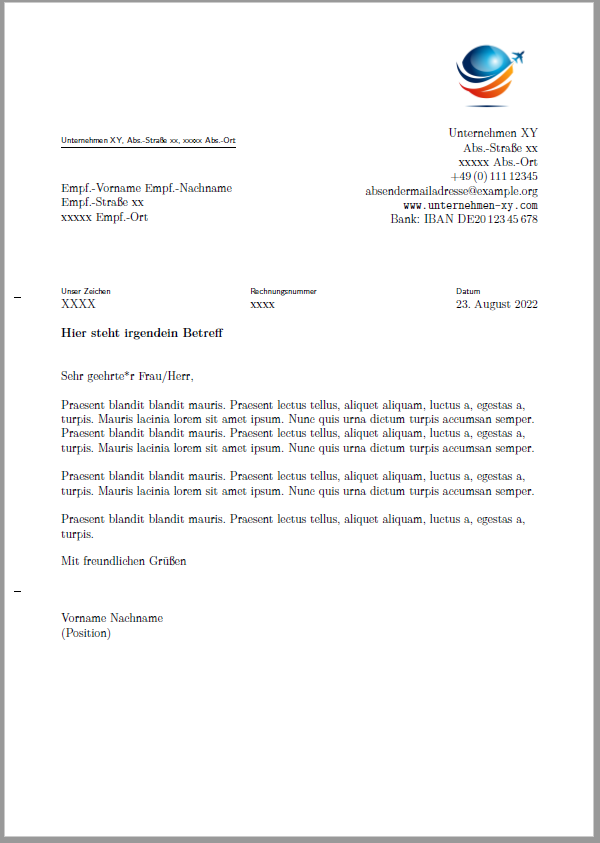 Unternehmen XY
Abs.-Straße xx
xxxxx Abs.-Ort
+49 (0) 111 12345
absendermailadresse@example.org
www.unternehmen-xy.com
Bank: IBAN DE20 123 45 678
Unternehmen XY, Abs.-Straße xx, xxxxx Abs.-Ort
Empf.-Vorname Empf.-Nachname
Empf.-Straße xx
xxxxx Empf.-Ort
Unser Zeichen Rechnungsnummer Datum
XXXX xxxx 23. August 2022
Hier steht irgendein Betreff
Sehr geehrte*r Frau/Herr,
Praesent blandit blandit mauris. Praesent lectus tellus, aliquet aliquam, luctus a, egestas a,
turpis. Mauris lacinia lorem sit amet ipsum. Nunc quis urna dictum turpis accumsan semper.
Praesent blandit blandit mauris. Praesent lectus tellus, aliquet aliquam, luctus a, egestas a,
turpis. Mauris lacinia lorem sit amet ipsum. Nunc quis urna dictum turpis accumsan semper.
Praesent blandit blandit mauris. Praesent lectus tellus, aliquet aliquam, luctus a, egestas a,
turpis. Mauris lacinia lorem sit amet ipsum. Nunc quis urna dictum turpis accumsan semper.
Praesent blandit blandit mauris. Praesent lectus tellus, aliquet aliquam, luctus a, egestas a,
turpis.
Mit freundlichen Grüßen
Vorname Nachname
(Position)